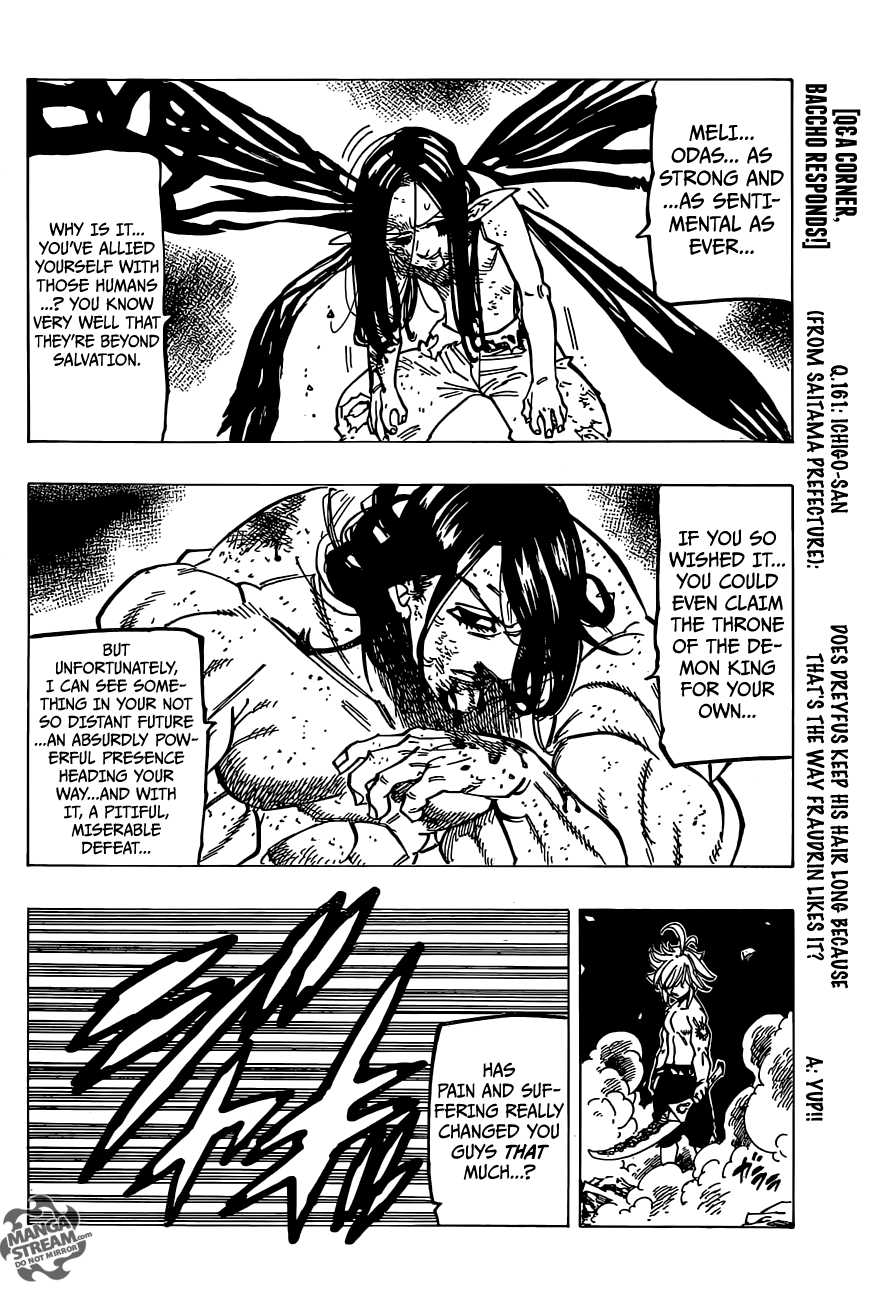 [QCA CORNER,
BACCHO RESPONDS!]
Q.161: ICHIGO-SAN
(FROM SAITAMA PREFECTURE):
DOES DREYFUS KEEP HIS HAIR LONG BECAUSE
THAT'S THE WAY FRAUDRIN LIKES IT?
A: YUP!!
MELI...
ODAS... AS
STRONG AND
...AS SENTI-
MENTAL AS
EVER...
WHY IS IT...
YOU'VE ALLIED
YOURSELF WITH
THOSE HUMANS
...? YOU KNOW
VERY WELL THAT
THEY'RE BEYOND
SALVATION.
IF YOU SO
WISHED IT...
YOU COULD
EVEN CLAIM
THE THRONE
OF THE DE-
MON KING
FOR YOUR
OWN...
BUT
UNFORTUNATELY,
I CAN SEE SOME-
THING IN YOUR NOT
SO DISTANT FUTURE
...AN ABSURDLY POW-
ERFUL PRESENCE
HEADING YOUR
WAY...AND WITH
IT, A PITIFUL,
MISERABLE
DEFEAT...
ガララ
HAS
PAIN AND SUF-
FERING REALLY
CHANGED YOU
GUYS THAT
MUCH...?
MANGA
STREAM.com
DO NOT MIRROR